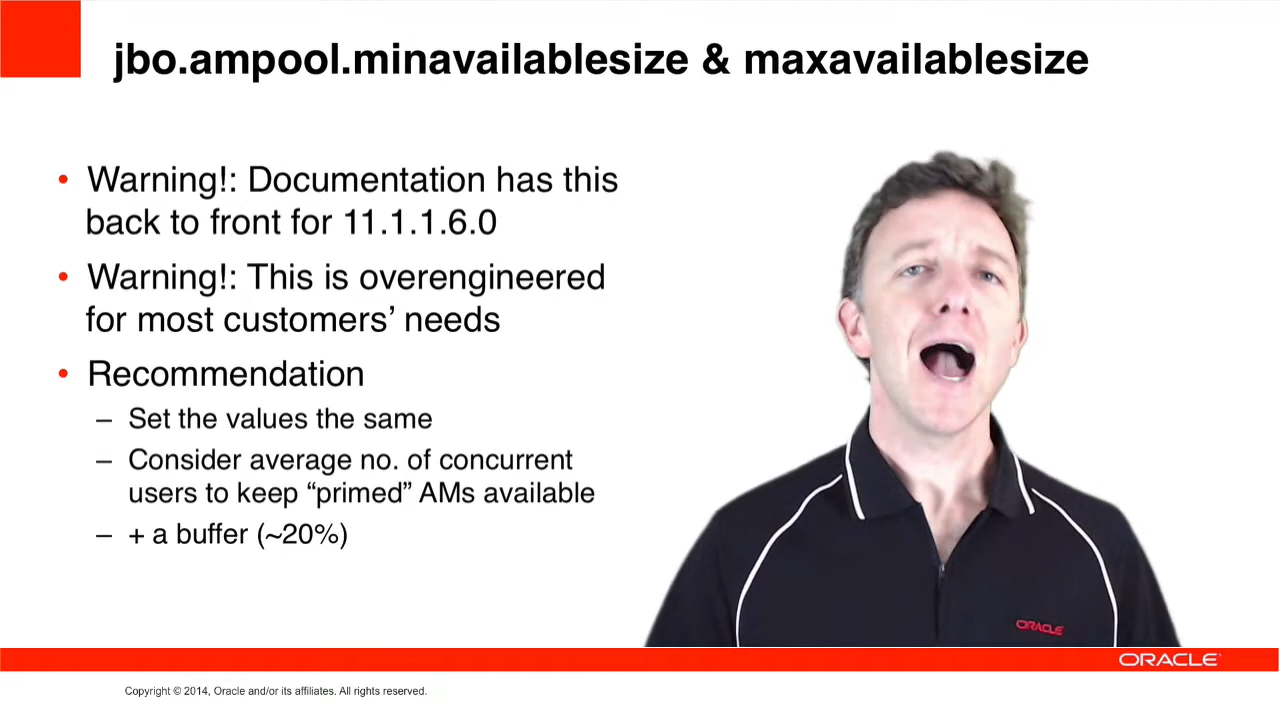 jbo.ampool.minavailablesize & maxavailablesize
• Warning!: Documentation has this
back to front for 11.1.1.6.0
• Warning!: This is overengineered
for most customers’ needs
• Recommendation
– Set the values the same
– Consider average no. of concurrent
users to keep “primed” AMs available
– + a buffer (~20%)
ORACLE
ORACLE
Copyright © 2014, Oracle and/or its affiliates. All rights reserved.